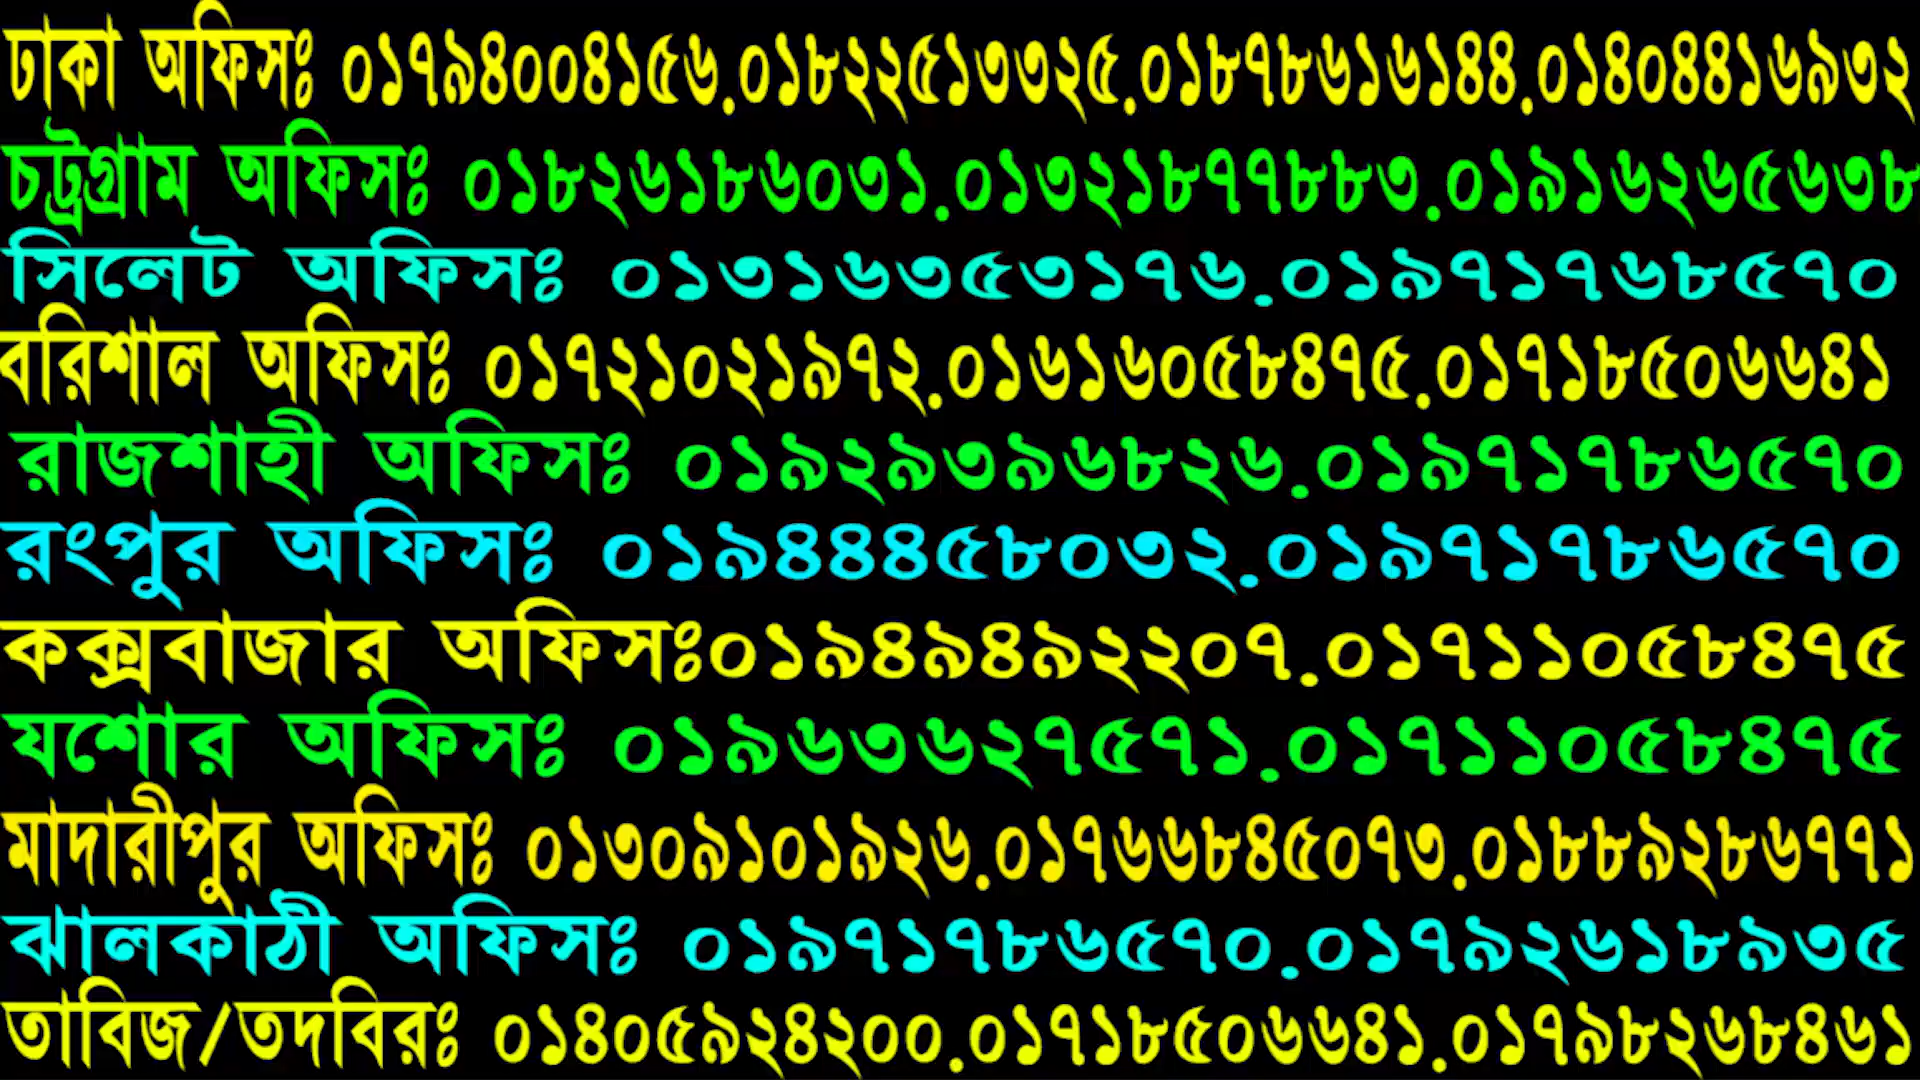 ঢাকা অফিসঃ ০১৭৯৪০০৪১৫৬.০১৮২২৫১৩৩২৫.০১৮৭৮৬১৬১৪৪.০১৪০৪৪১৬৯৩২
চট্রগ্রাম অফিসঃ ০১৮২৬১৮৬০৩১.০১৩২১৮৭৭৮৮৩.০১৯১৬২৬৫৬৩৮
সিলেট অফিসঃ ০১৩১৬৩৫৩১৭৬.০১৯৭১৭৬৮৫৭০
বরিশাল অফিসঃ ০১৭২১০২১৯৭২.০১৬১৬০৫৮৪৭৫.০১৭১৮৫০৬৬৪১
রাজশাহী অফিসঃ ০১৯২৯৩৯৬৮২৬.০১৯৭১৭৮৬৫৭০
রংপুর অফিসঃ ০১৯৪৪৪৫৮০৩২.০১৯৭১৭৮৬৫৭০
কক্সবাজার অফিসঃ০১৯৪৯৪৯২২০৭.০১৭১১০৫৮৪৭৫
যশোর অফিসঃ ০১৯৬৩৬২৭৫৭১.০১৭১১০৫৮৪৭৫
মাদারীপুর অফিসঃ ০১৩০৯১০১৯২৬.০১৭৬৬৮৪৫০৭৩.০১৮৮৯২৮৬৭৭১
ঝালকাঠী অফিসঃ ০১৯৭১৭৮৬৫৭০.০১৭৯২৬১৮৯৩৫
তাবিজ/তদবিরঃ ০১৪০৫৯২৪২০০.০১৭১৮৫০৬৬৪১.০১৭৯৮২৬৮৪৬১